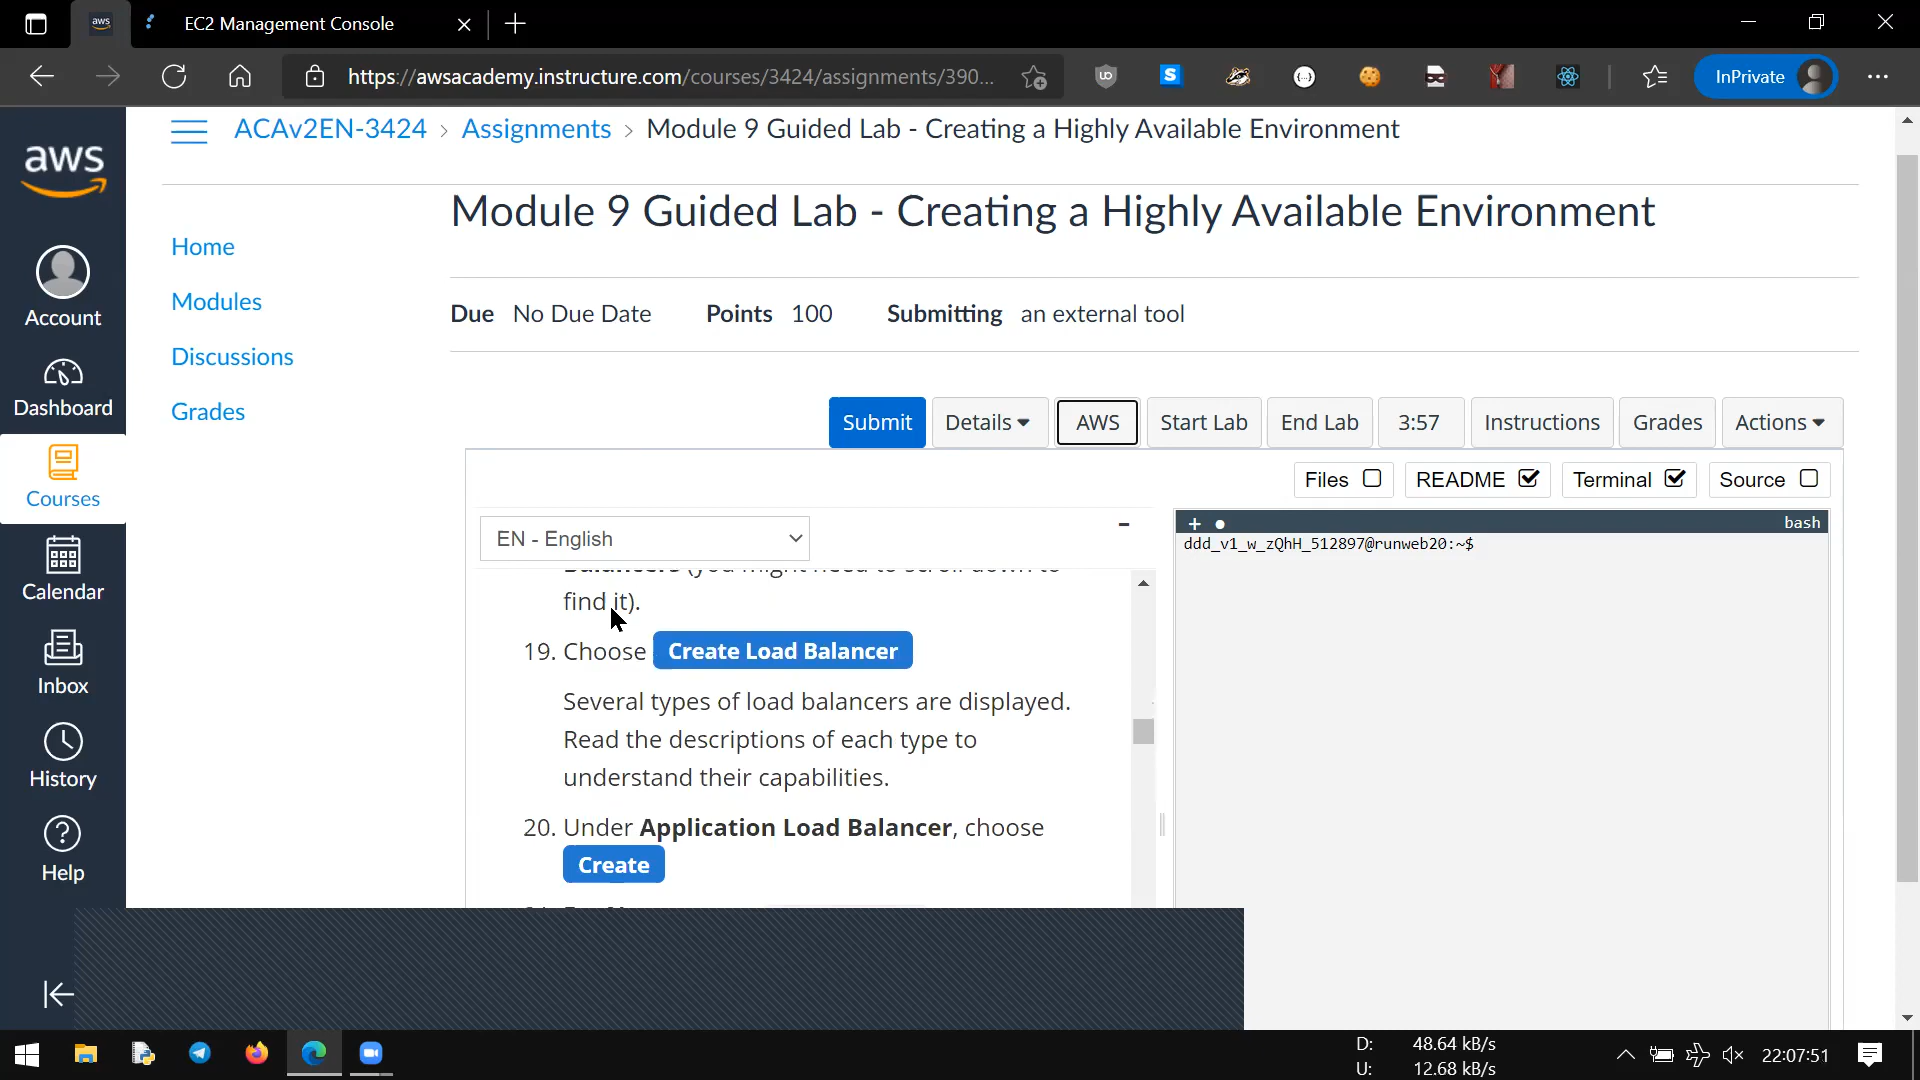 aws
EC2 Management Console
https://awsacademy.instructure.com/courses/3424/assignments/390...
InPrivate
aws
ACAv2EN-3424 > Assignments > Module 9 Guided Lab - Creating a Highly Available Environment
Module 9 Guided Lab - Creating a Highly Available Environment
Account
Dashboard
Courses
Calendar
Inbox
History
Help
Home
Modules
Discussions
Grades
Due No Due Date Points 100 Submitting an external tool
Submit Details AWS Start Lab End Lab 3:57 Instructions Grades Actions
Files README Terminal Source
EN - English
bash
ddd_v1_w_zQhH_512897@runweb20:~$
find it).
19. Choose Create Load Balancer
Several types of load balancers are displayed.
Read the descriptions of each type to
understand their capabilities.
20. Under Application Load Balancer, choose
Create
D: 48.64 kB/s
U: 12.68 kB/s
22:07:51